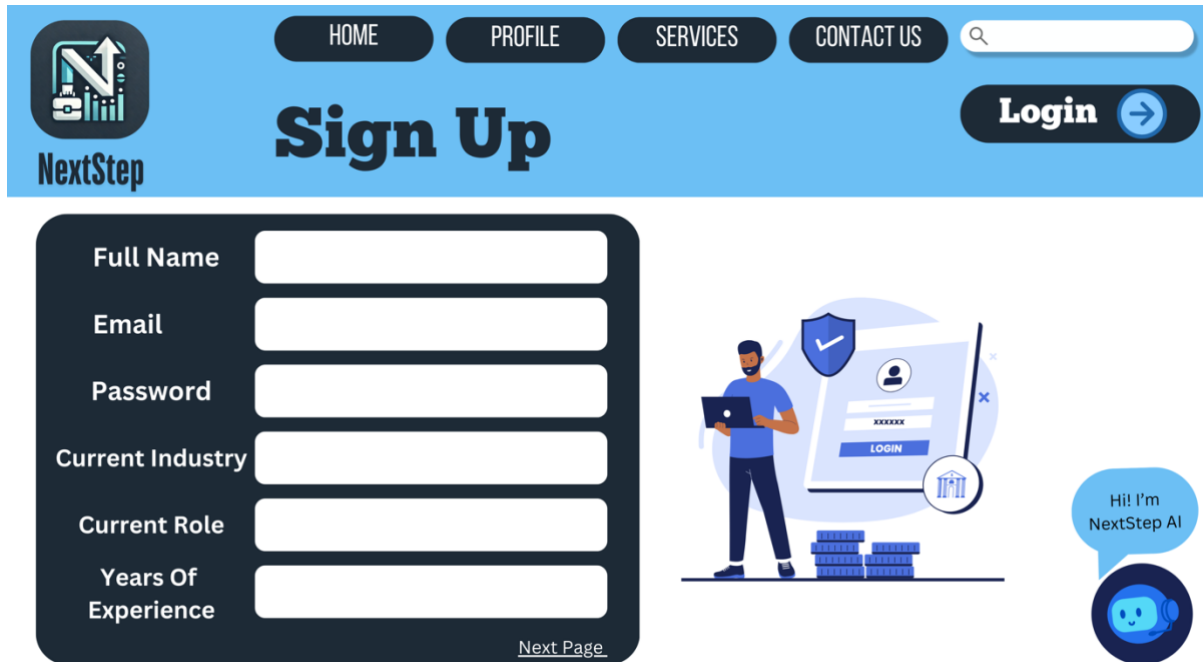 HOME
PROFILE
SERVICES
CONTACT US
NextStep
Sign Up
Login
Full Name
Email
Password
Current Industry
Current Role
Years Of
Experience
Next Page
xxxxxx
LOGIN
Hi! I'm
NextStep AI